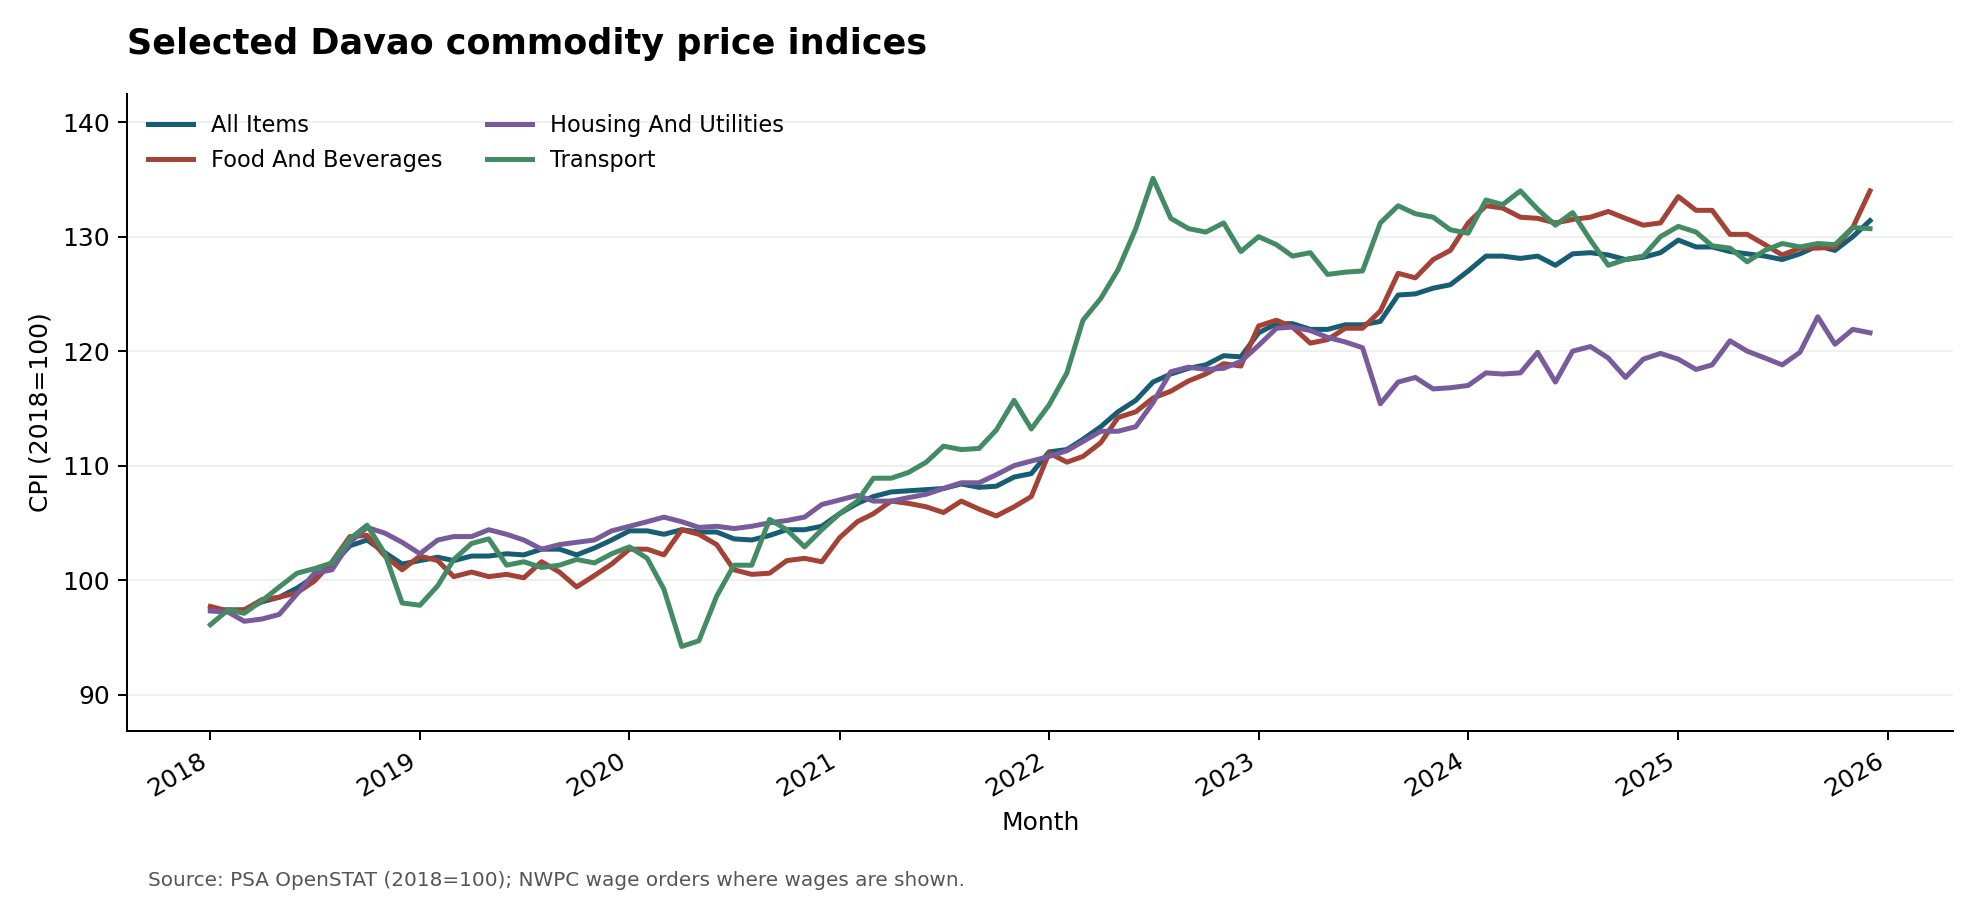 Selected Davao commodity price indices
All Items
Food And Beverages
Housing And Utilities
Transport
140
130
120
110
100
90
CPI (2018=100)
2018
2019
2020
2021
2022
2023
2024
2025
2026
Month
Source: PSA OpenSTAT (2018=100); NWPC wage orders where wages are shown.